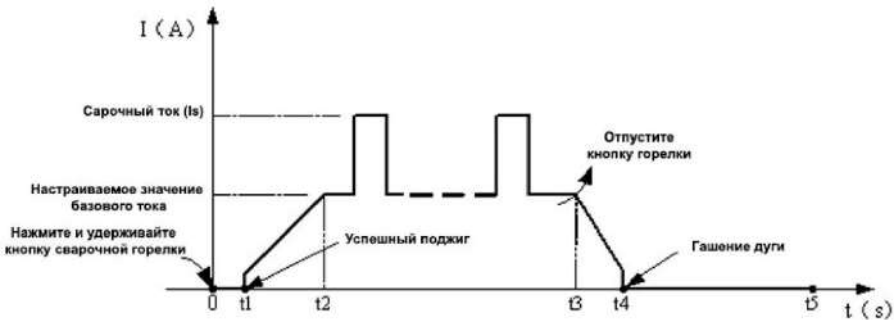 I(A)
Сарочный ток (Is)
Отпустите
кнопку горелки
Настраиваемое значение
базового тока
Нажмите и удерживайте
кнопку сварочной горелки
Успешный поджиг
Гашение дуги
0
t1
t2
t3
t4
t5
t(s)